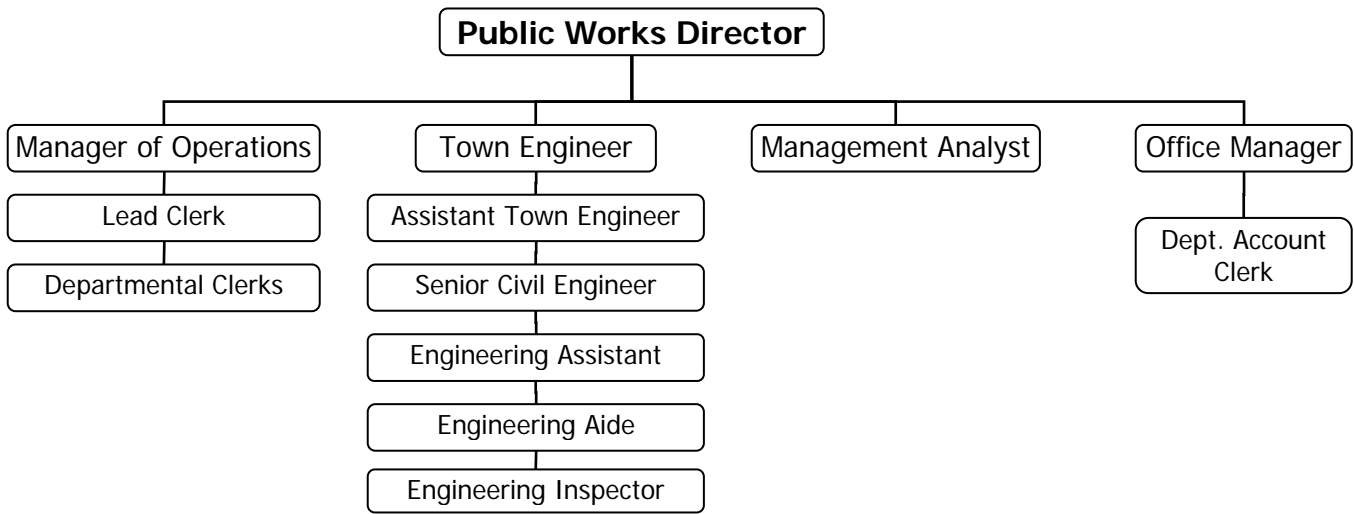 Public Works Director
Manager of Operations
Town Engineer
Management Analyst
Office Manager
Lead Clerk
Assistant Town Engineer
Dept. Account
Clerk
Departmental Clerks
Senior Civil Engineer
Engineering Assistant
Engineering Aide
Engineering Inspector